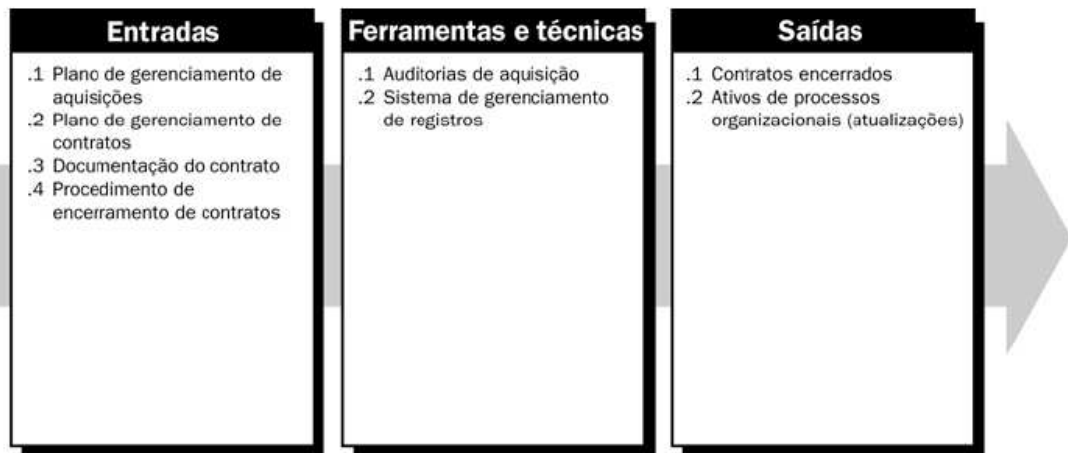 Entradas
.1 Plano de gerenciamento de
aquisições
.2 Plano de gerenciamento de
contratos
.3 Documentação do contrato
.4 Procedimento de
encerramento de contratos
Ferramentas e técnicas
.1 Auditorias de aquisição
.2 Sistema de gerenciamento
de registros
Saídas
.1 Contratos encerrados
.2 Ativos de processos
organizacionais (atualizações)